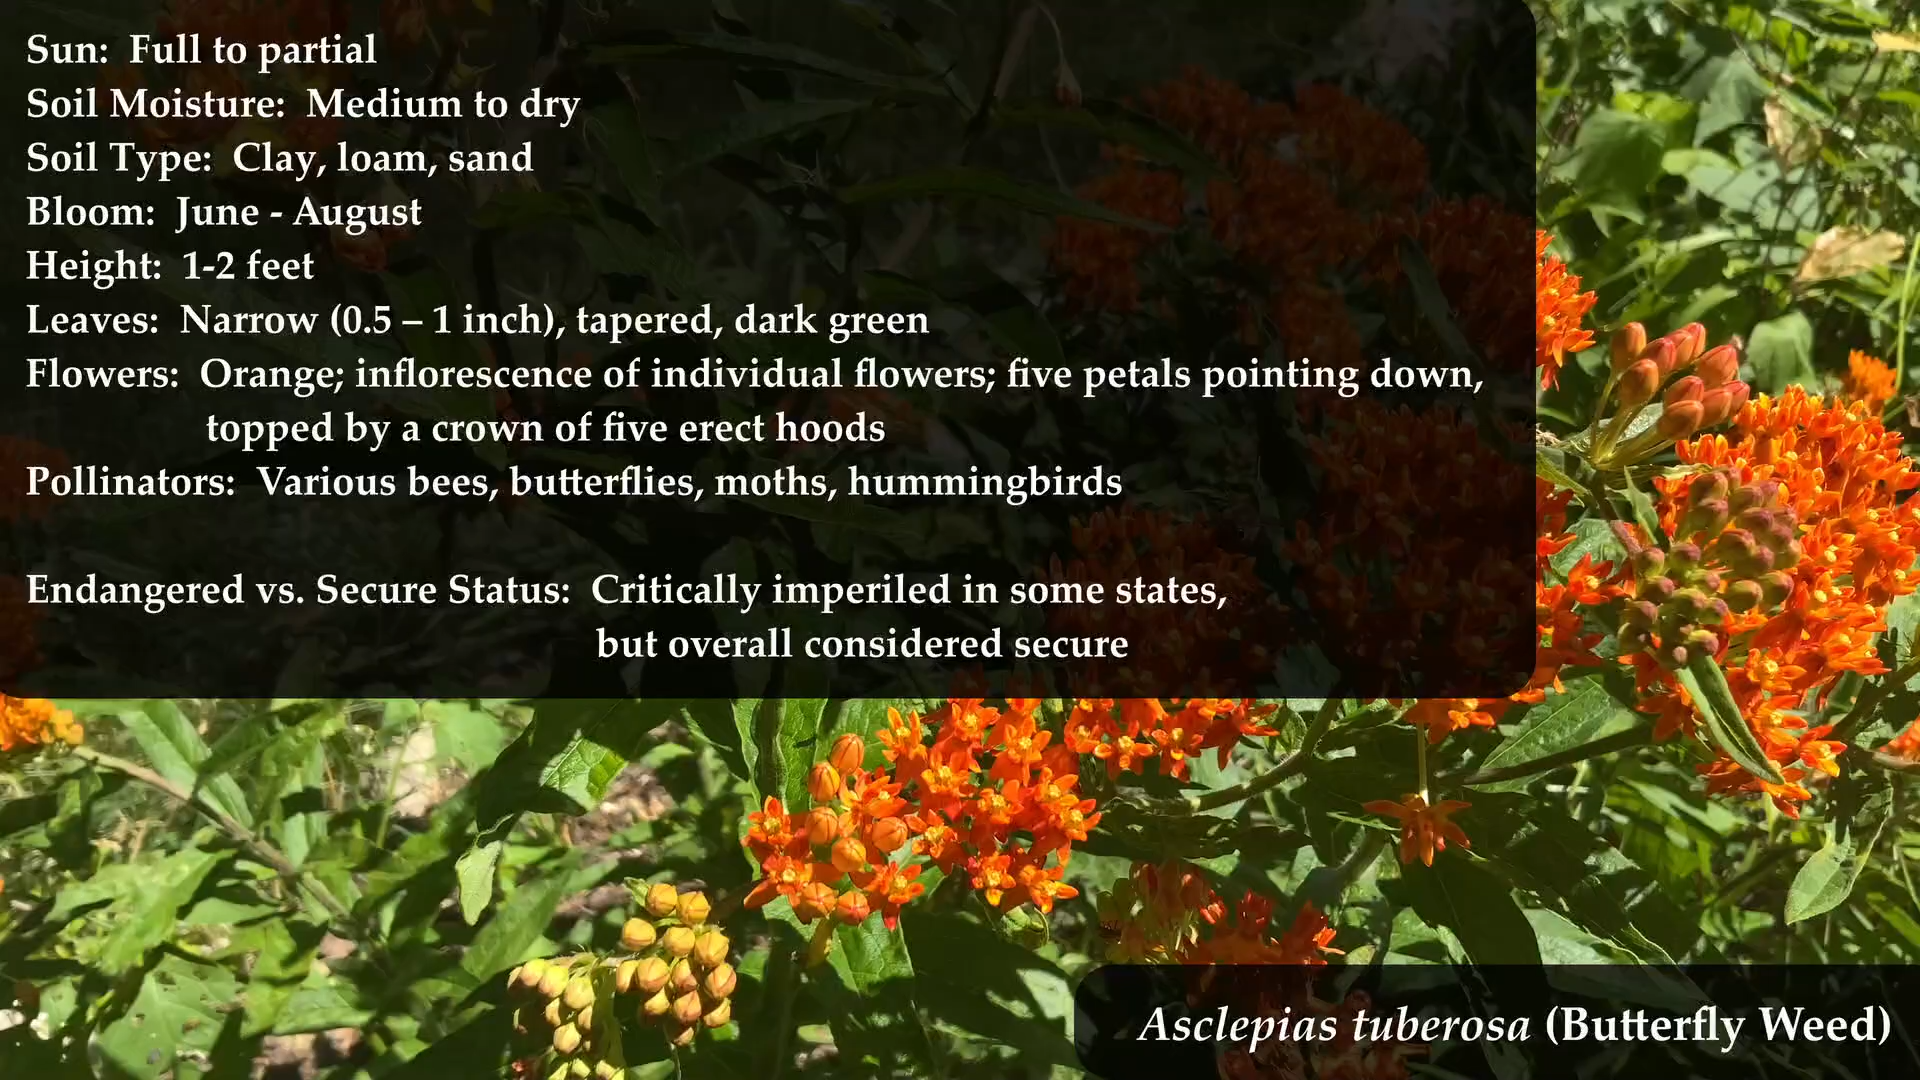 Sun: Full to partial
Soil Moisture: Medium to dry
Soil Type: Clay, loam, sand
Bloom: June - August
Height: 1-2 feet
Leaves: Narrow (0.5 – 1 inch), tapered, dark green
Flowers: Orange; inflorescence of individual flowers; five petals pointing down,
topped by a crown of five erect hoods
Pollinators: Various bees, butterflies, moths, hummingbirds
Endangered vs. Secure Status: Critically imperiled in some states,
but overall considered secure
Asclepias tuberosa (Butterfly Weed)